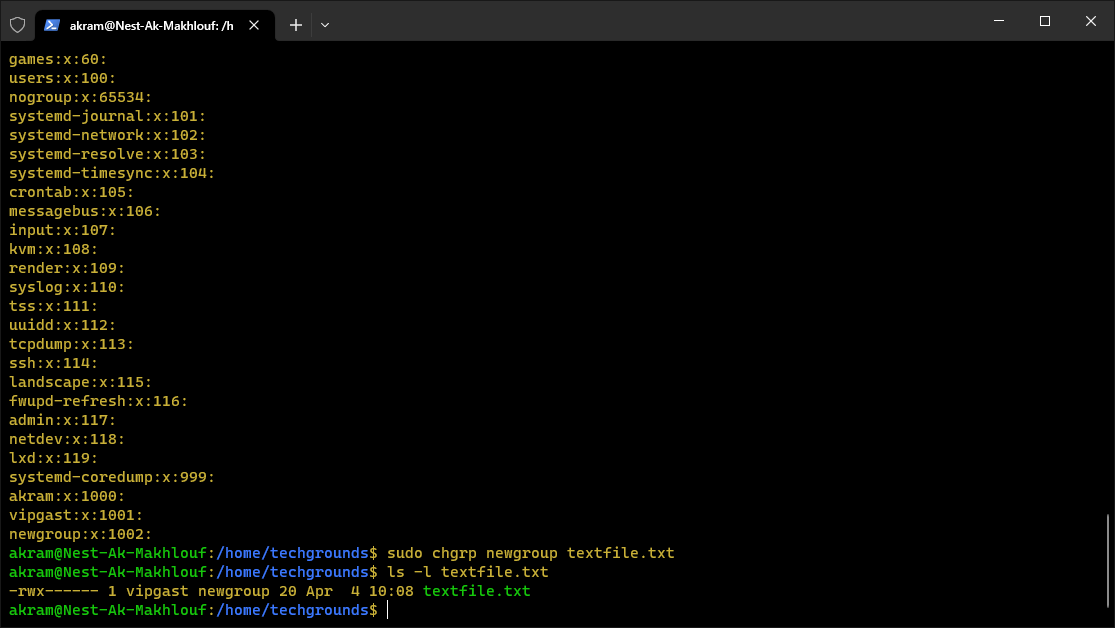 akram@Nest-Ak-Makhlouf: /h
games:x:60:
users:x:100:
nogroup:x:65534:
systemd-journal:x:101:
systemd-network:x:102:
systemd-resolve:x:103:
systemd-timesync:x:104:
crontab:x:105:
messagebus:x:106:
input:x:107:
kvm:x:108:
render:x:109:
syslog:x:110:
tss:x:111:
uuidd:x:112:
tcpdump:x:113:
ssh:x:114:
landscape:x:115:
fwupd-refresh:x:116:
admin:x:117:
netdev:x:118:
lxd:x:119:
systemd-coredump:x:999:
akram:x:1000:
vipgast:x:1001:
newgroup:x:1002:
akram@Nest-Ak-Makhlouf:/home/techgrounds$ sudo chgrp newgroup textfile.txt
akram@Nest-Ak-Makhlouf:/home/techgrounds$ ls -l textfile.txt
-rwx------ 1 vipgast newgroup 20 Apr  4 10:08 textfile.txt
akram@Nest-Ak-Makhlouf:/home/techgrounds$